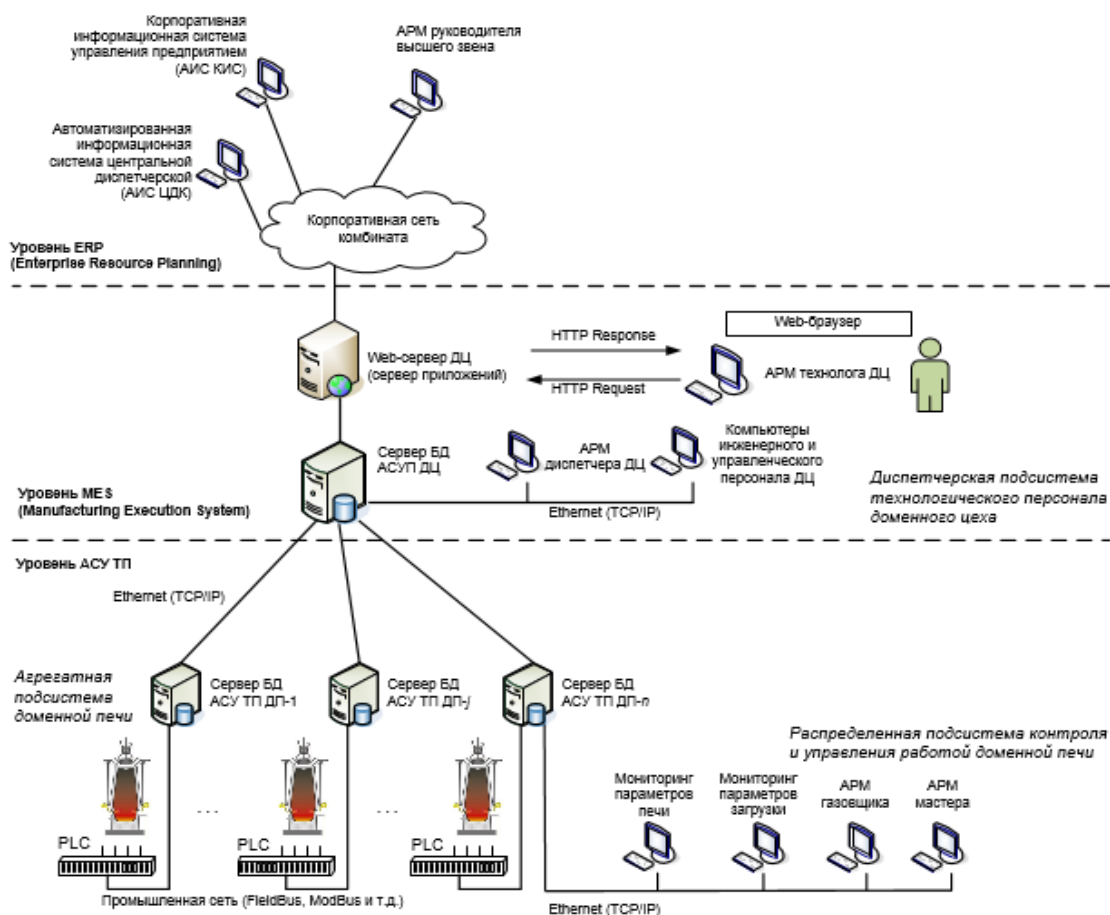 Корпоративная
информационная система
управления предприятием
(АИС КИС)
АРМ руководителя
высшего звена
Автоматизированная
информационная
система центральной
диспетчерской
(АИС ЦДК)
Корпоративная сеть
комбината
Уровень ERP
(Enterprise Resource Planning)
Web-браузер
HTTP Response
Web-сервер ДЦ
(сервер приложений)
АРМ технолога ДЦ
HTTP Request
Сервер БД
АСУП ДЦ
АРМ
диспетчера ДЦ
Компьютеры
инженерного и
управленческого
персонала ДЦ
Диспетчерская подсистема
технологического персонала
доменного цеха
Уровень MES
(Manufacturing Execution System)
Ethernet (TCP/IP)
Уровень АСУ ТП
Ethernet (TCP/IP)
Агрегатная
подсистема
доменной печи
Сервер БД
АСУ ТП ДП-1
Сервер БД
АСУ ТП ДП-j
Сервер БД
АСУ ТП ДП-n
Распределенная подсистема контроля
и управления работой доменной печи
Мониторинг
параметров
печи
Мониторинг
параметров
загрузки
АРМ
газовщика
АРМ
мастера
... ...
PLC PLC PLC
Промышленная сеть (FieldBus, ModBus и т.д.)
Ethernet (TCP/IP)